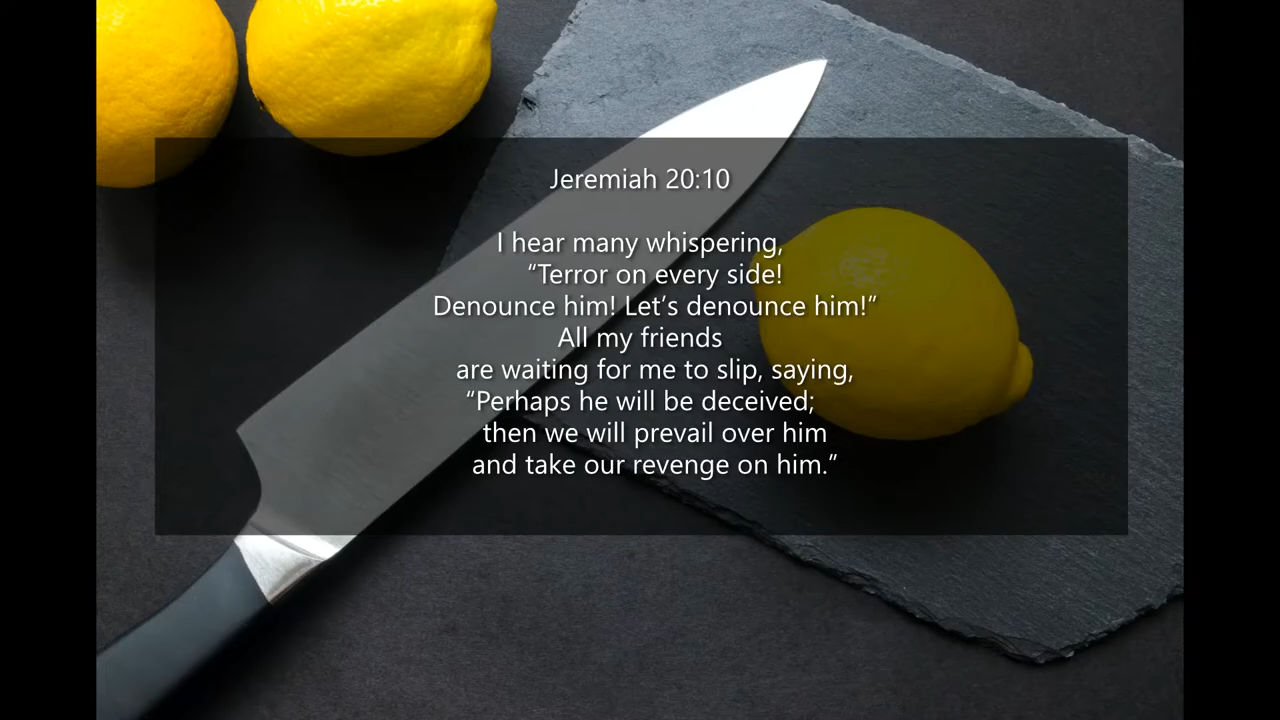 Jeremiah 20:10
I hear many whispering,
“Terror on every side!
Denounce him! Let’s denounce him!”
All my friends
are waiting for me to slip, saying,
“Perhaps he will be deceived;
then we will prevail over him
and take our revenge on him.”